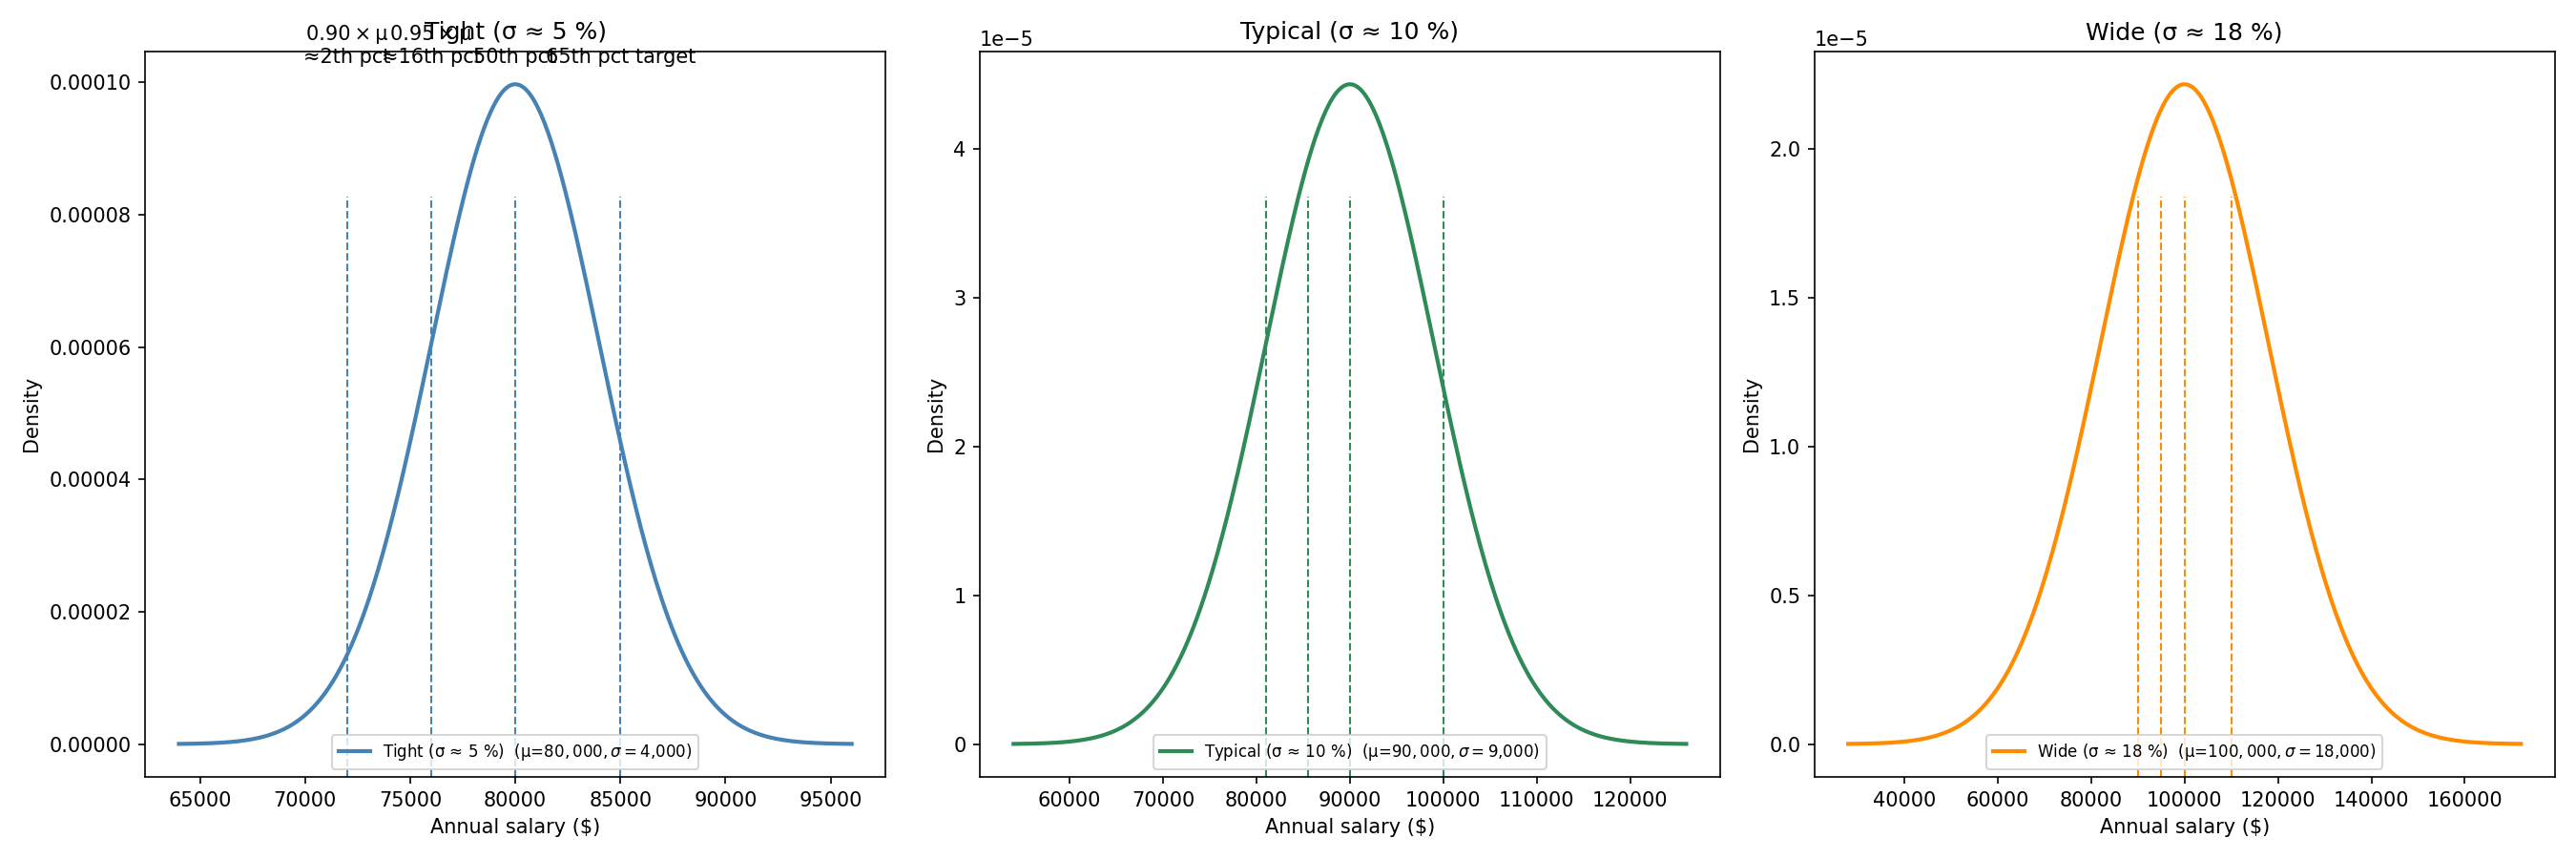 Tight (σ ≈ 5 %)
0.90 × μ
≈2th pct
0.95 × μ
≈16th pct
50th pct
65th pct target
Density
0.00010
0.00008
0.00006
0.00004
0.00002
0.00000
Tight (σ ≈ 5 %) (μ=80,000,σ=4,000)
65000 70000 75000 80000 85000 90000 95000
Annual salary ($)
Typical (σ ≈ 10 %)
1e−5
Density
4
3
2
1
0
Typical (σ ≈ 10 %) (μ=90,000,σ=9,000)
60000 70000 80000 90000 100000 110000 120000
Annual salary ($)
Wide (σ ≈ 18 %)
1e−5
Density
2.0
1.5
1.0
0.5
0.0
Wide (σ ≈ 18 %) (μ=100,000,σ=18,000)
40000 60000 80000 100000 120000 140000 160000
Annual salary ($)